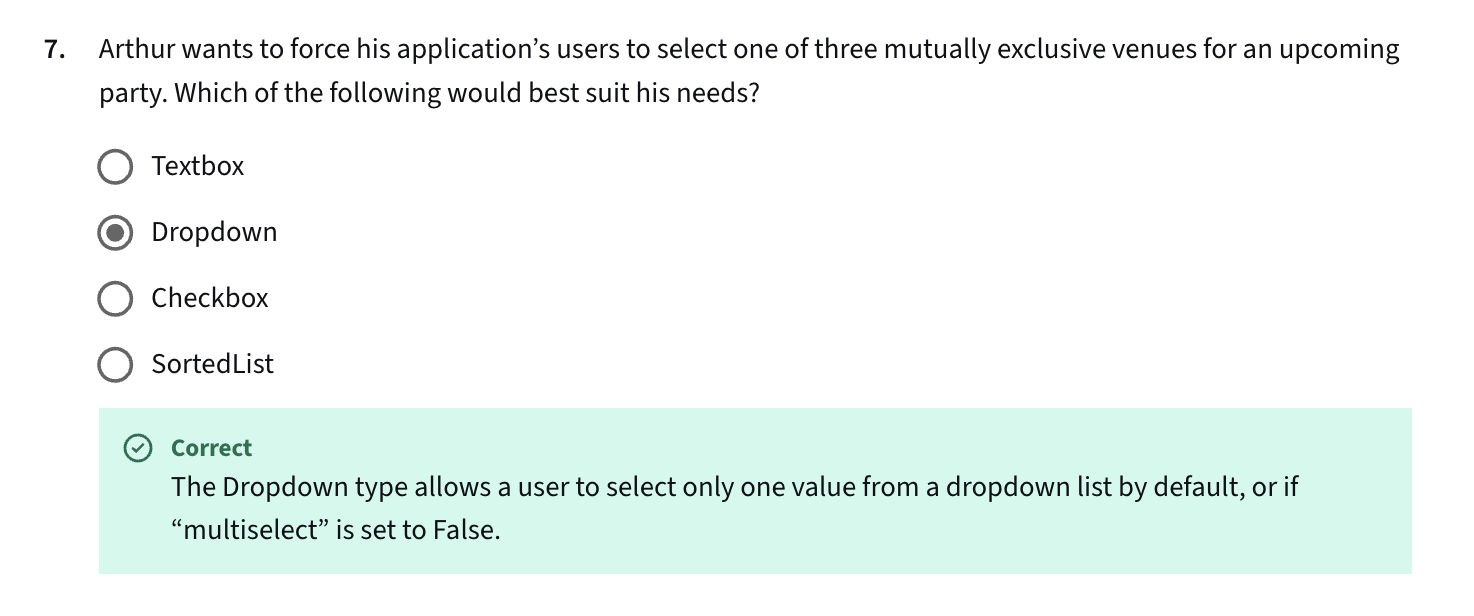 7. Arthur wants to force his application’s users to select one of three mutually exclusive venues for an upcoming
party. Which of the following would best suit his needs?
Textbox
Dropdown
Checkbox
SortedList
Correct
The Dropdown type allows a user to select only one value from a dropdown list by default, or if
“multiselect” is set to False.